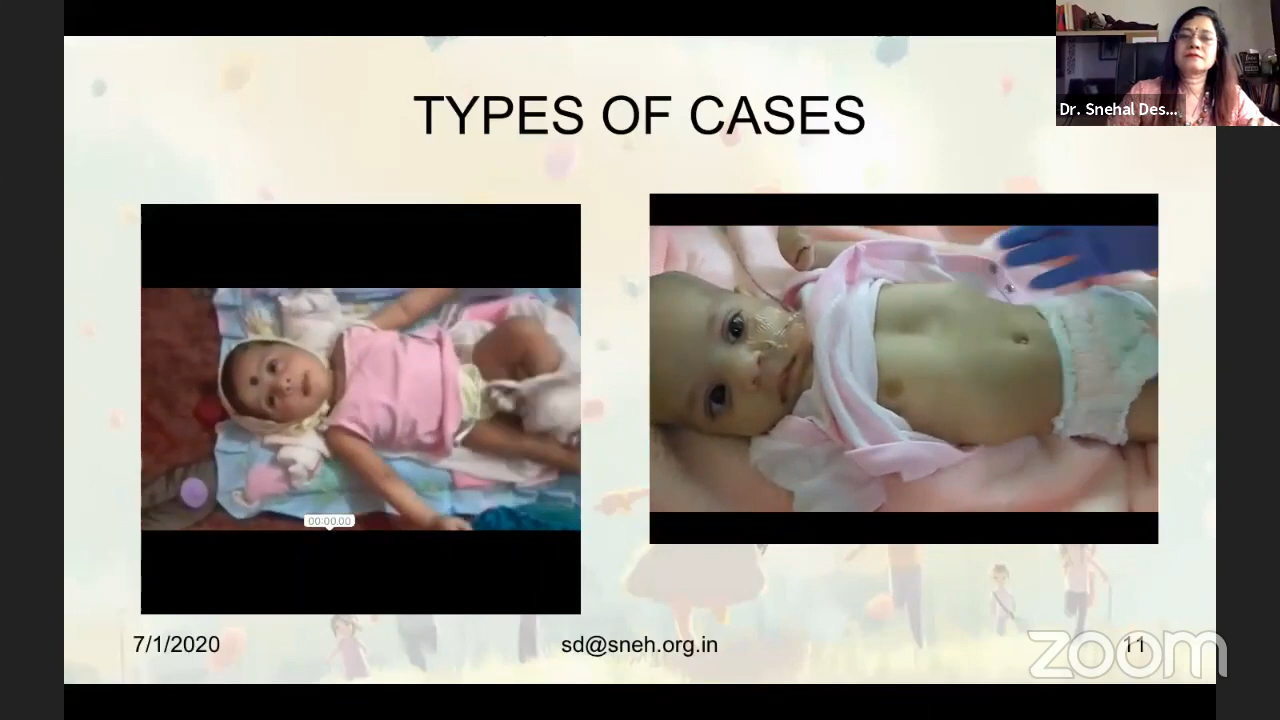 Dr. Snehal Des...
TYPES OF CASES
00:00.00
7/1/2020
sd@sneh.org.in
11
zoom